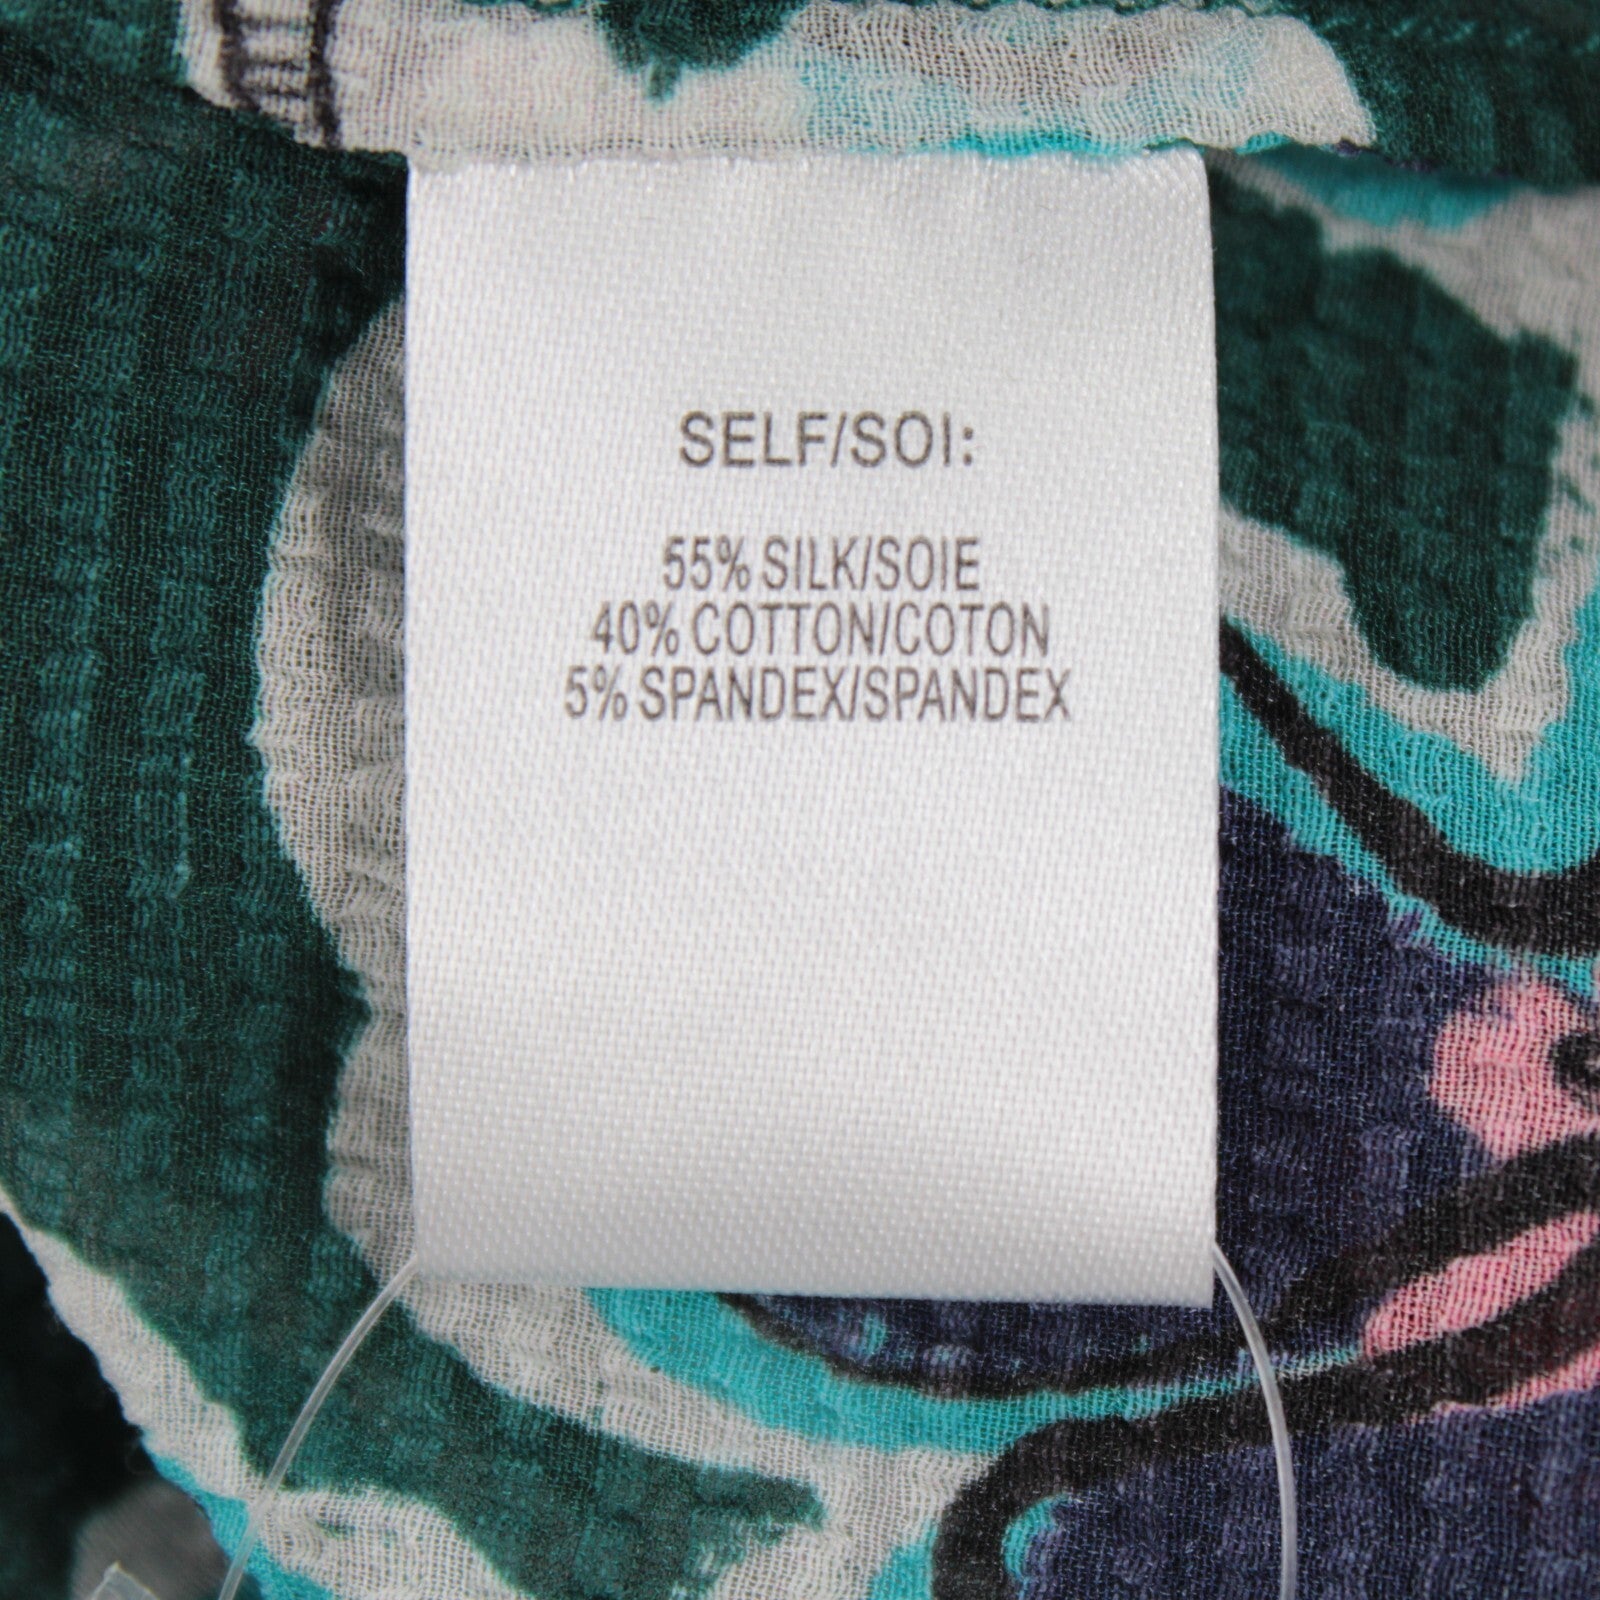 SELF/SOI:
55% SILK/SOIE
40% COTTON/COTON
5% SPANDEX/SPANDEX